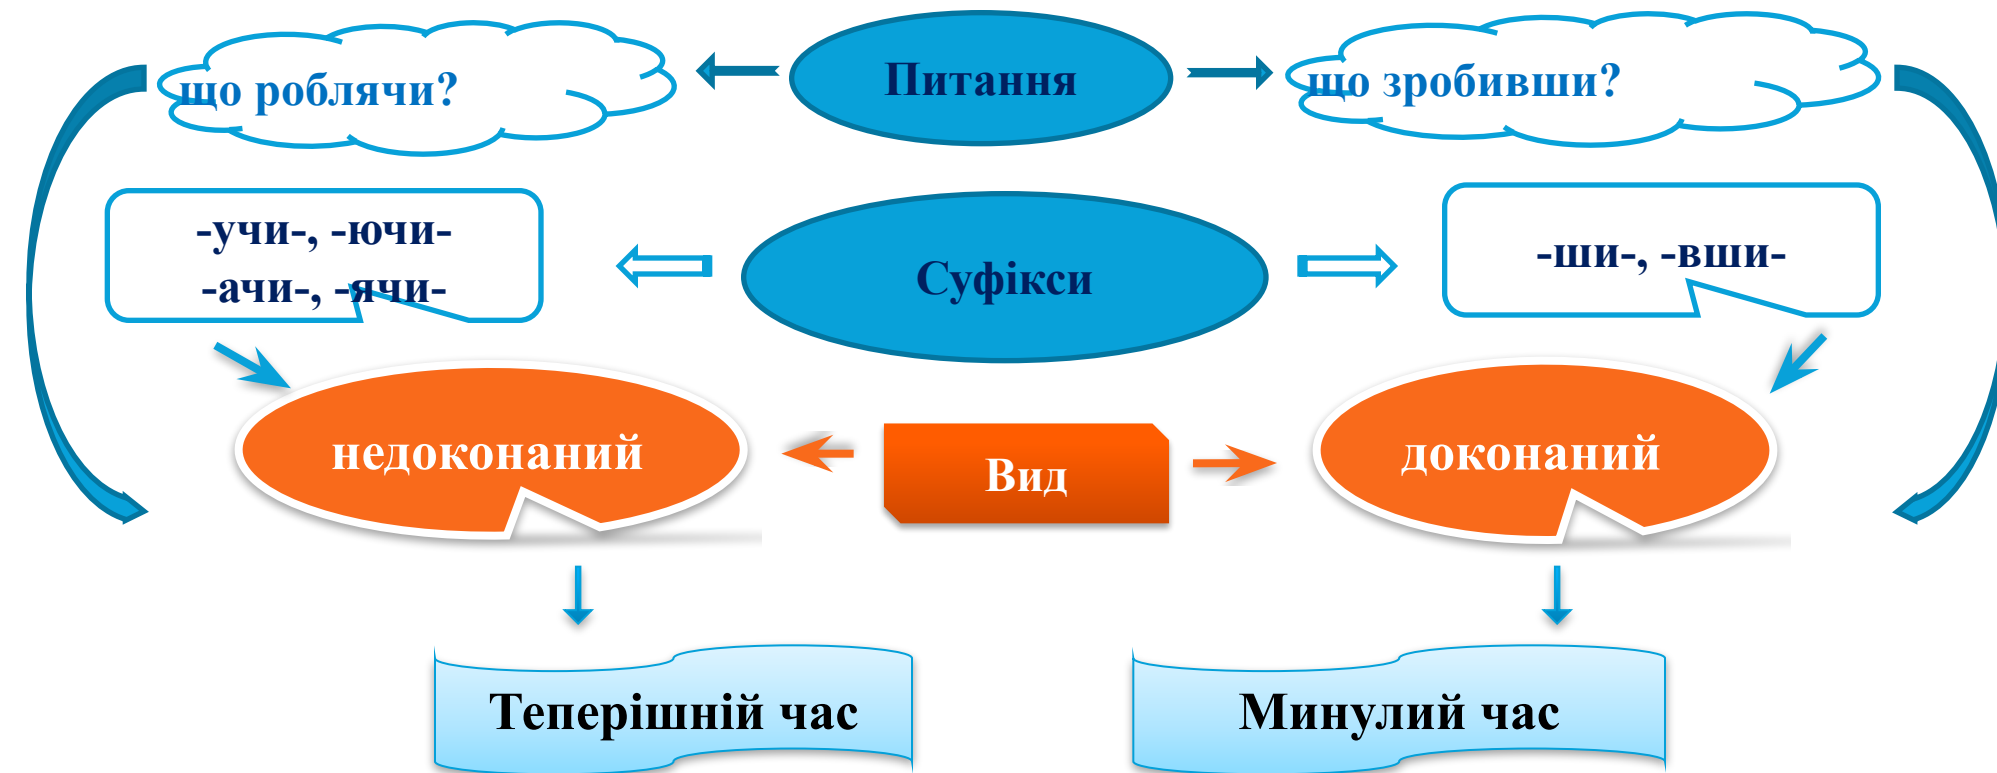 що роблячи?
Питання
що зробивши?
-учи-, -ючи-
-ачи-, -ячи-
Суфікси
-ши-, -вши-
недоконаний
Вид
доконаний
Теперішній час
Минулий час